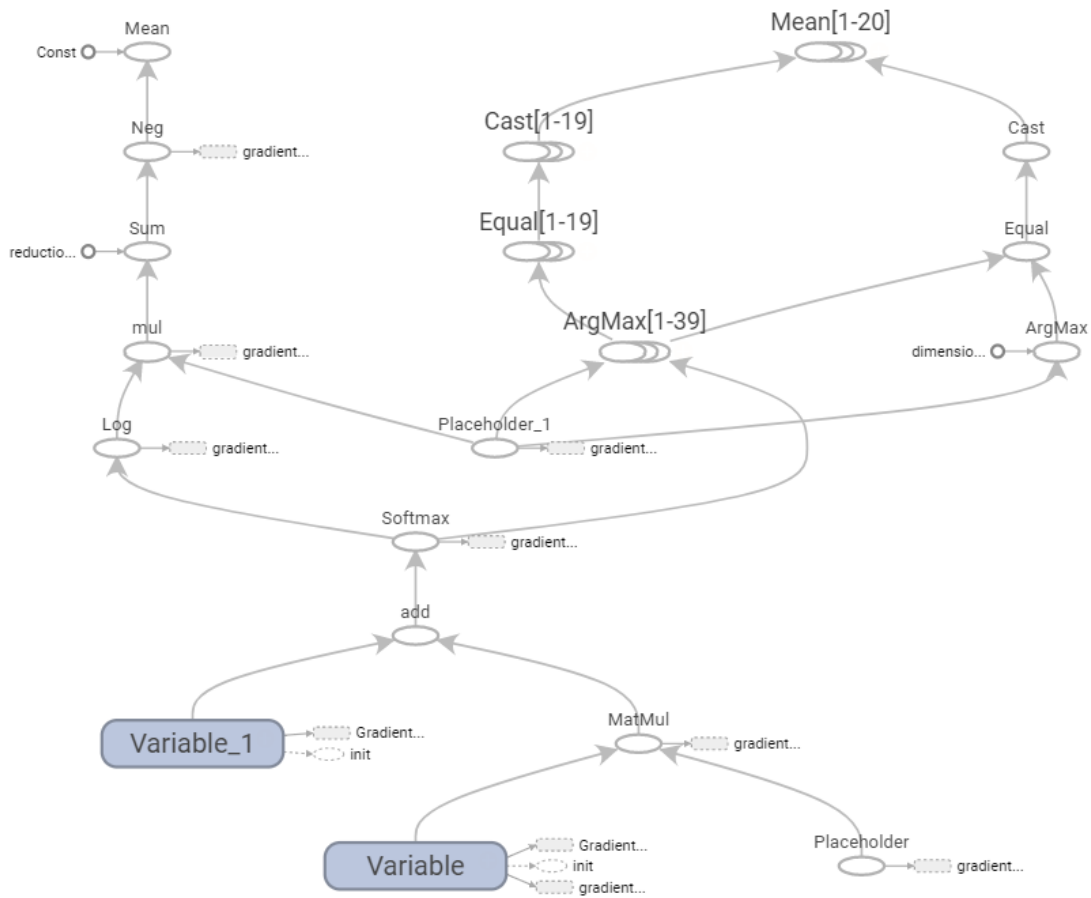 Mean
Mean[1-20]
Const
Cast[1-19]
Neg
Cast
gradient...
Equal[1-19]
Sum
Equal
reductio...
ArgMax[1-39]
mul
ArgMax
gradient...
dimensio...
Log
Placeholder_1
gradient...
gradient...
Softmax
gradient...
add
MatMul
Variable_1
Gradient...
init
gradient...
Placeholder
Variable
Gradient...
init
gradient...
gradient...